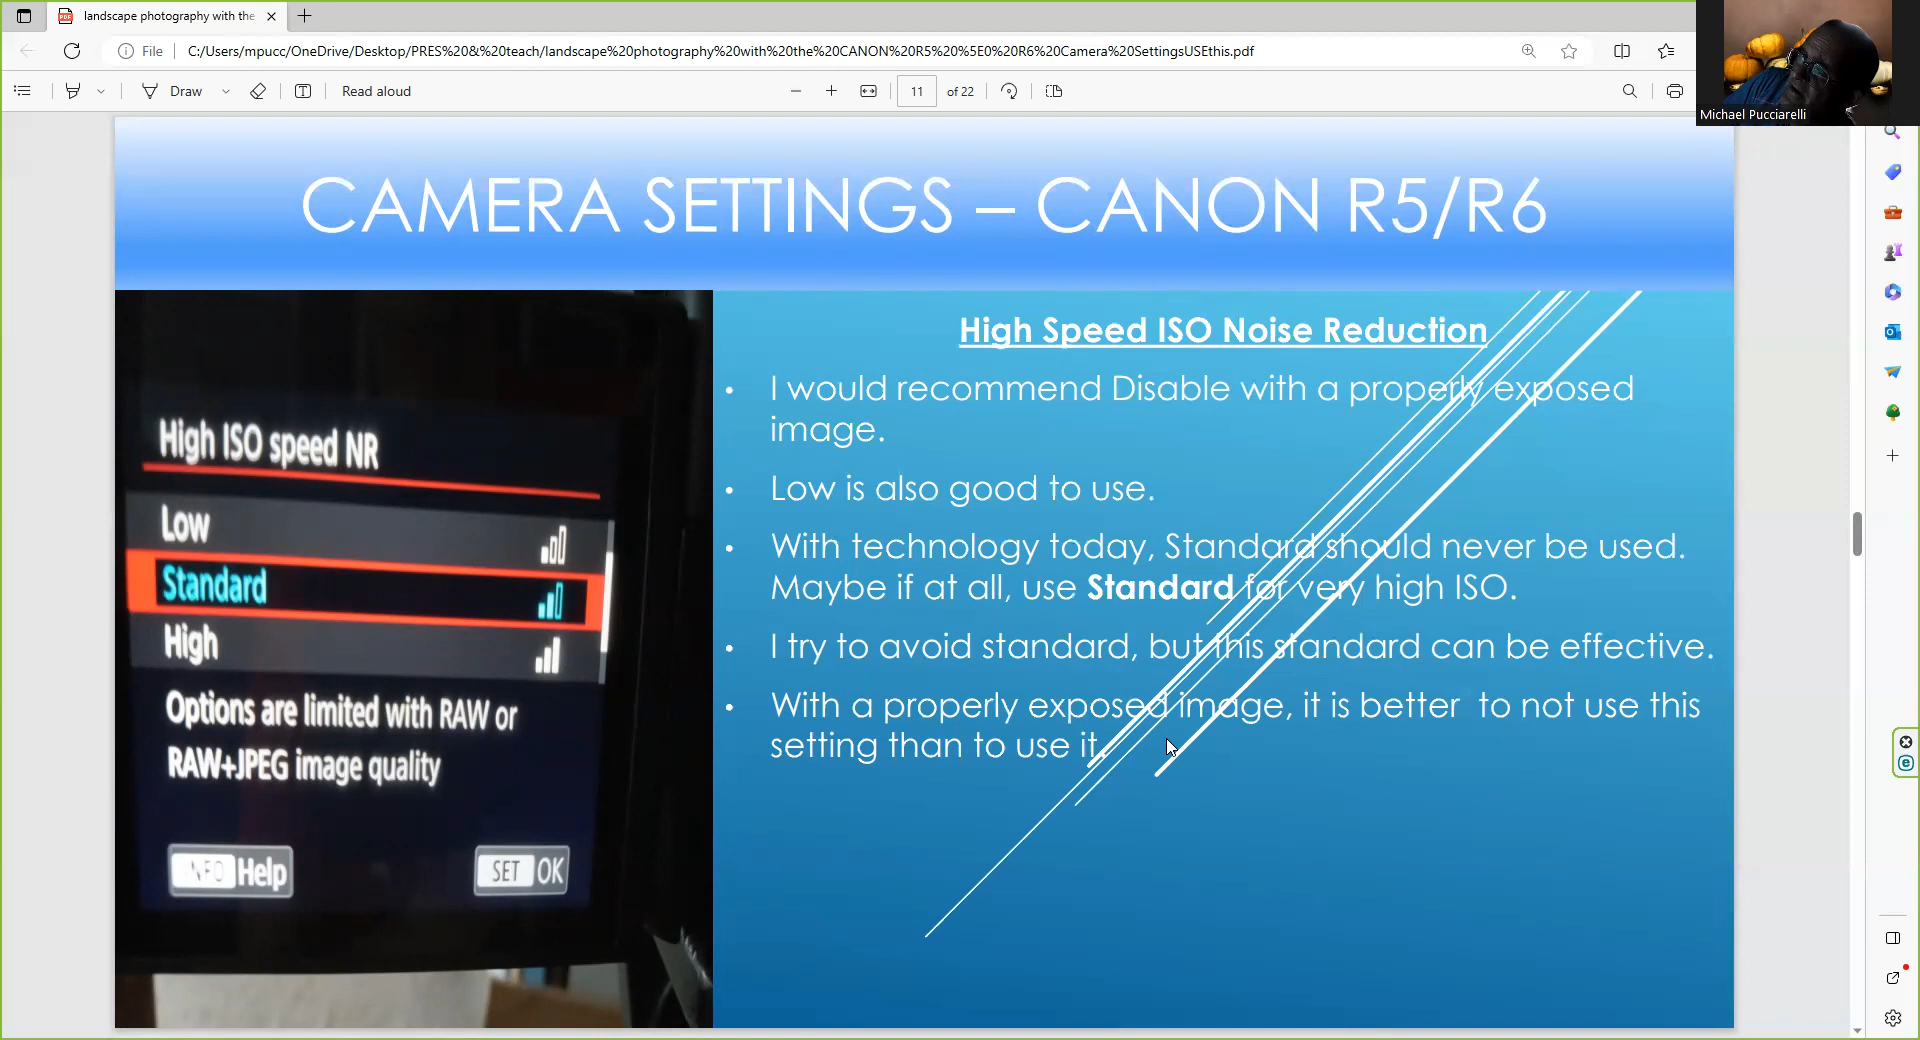 landscape photography with the
File
C:/Users/mpucc/OneDrive/Desktop/PRES%20&%20teach/landscape%20photography%20with%20the%20CANON%20R5%20%5E0%20R6%20Camera%20SettingsUSEthis.pdf
Draw
Read aloud
11
of 22
Michael Pucciarelli
CAMERA SETTINGS – CANON R5/R6
High ISO speed NR
Low
Standard
High
Options are limited with RAW or
RAW+JPEG image quality
INFO Help
SET OK
High Speed ISO Noise Reduction
• I would recommend Disable with a properly exposed
image.
• Low is also good to use.
• With technology today, Standard should never be used.
Maybe if at all, use Standard for very high ISO.
• I try to avoid standard, but this standard can be effective.
• With a properly exposed image, it is better  to not use this
setting than to use it.